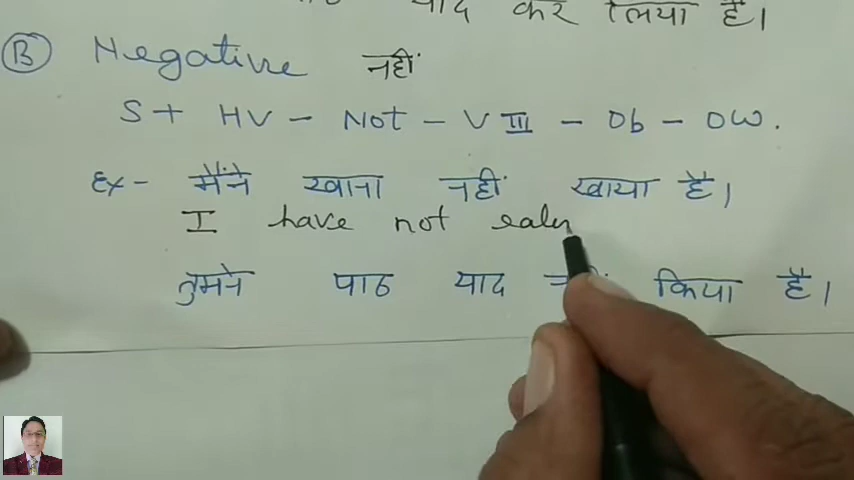 याद कर लिया है।
Ⓑ Negative नहीं
S + HV - Not - V III - Ob - OW.
Ex - मैंने खाना नहीं खाया है।
I have not eaten
तुमने पाठ याद किया है।